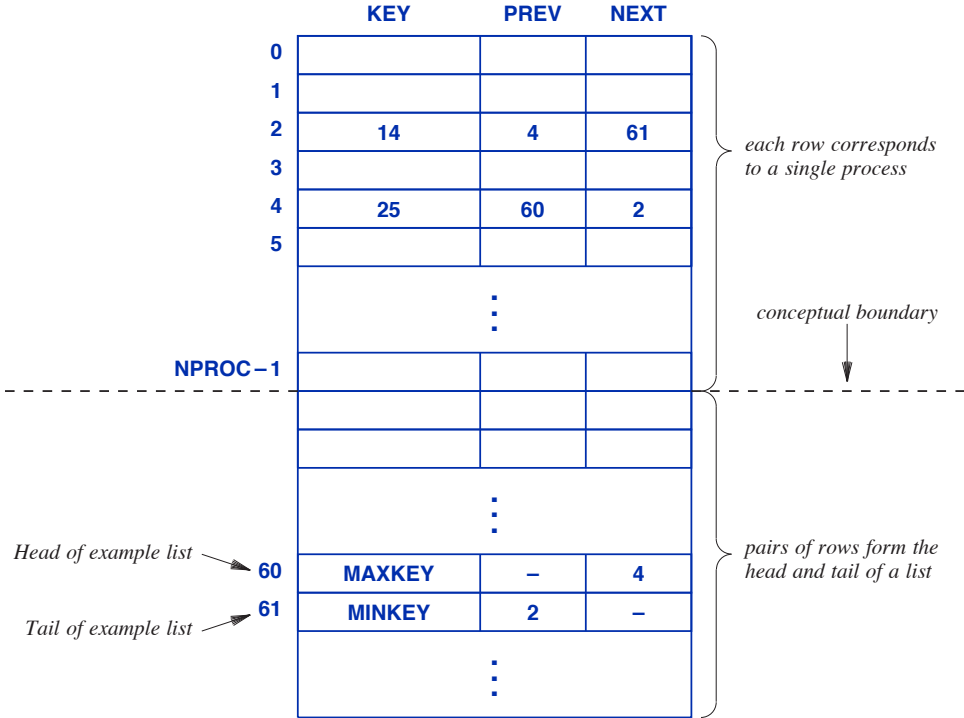 KEY PREV NEXT
0
1
2 14 4 61
3
4 25 60 2
5
each row corresponds
to a single process
conceptual boundary
NPROC – 1
Head of example list
60 MAXKEY – 4
61 MINKEY 2 –
Tail of example list
pairs of rows form the
head and tail of a list